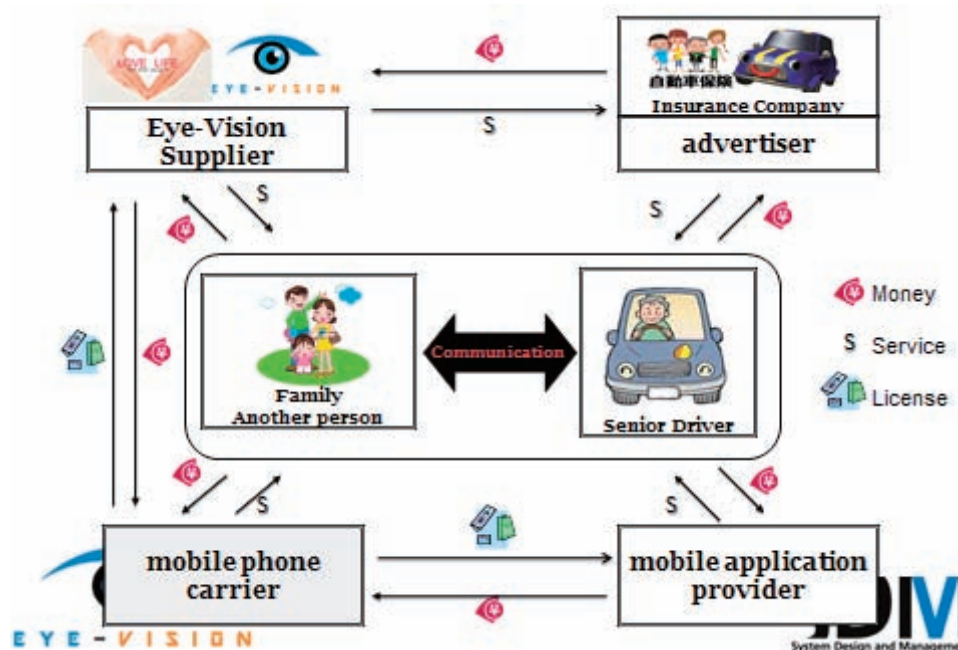 LOVE LIFE
EYE-VISION
Eye-Vision
Supplier
自動車保険
Insurance Company
advertiser
S
S
S
Family
Another person
Communication
Senior Driver
Money
S Service
License
S
S
mobile phone
carrier
mobile application
provider
EYE-VISION
System Design and Manageme